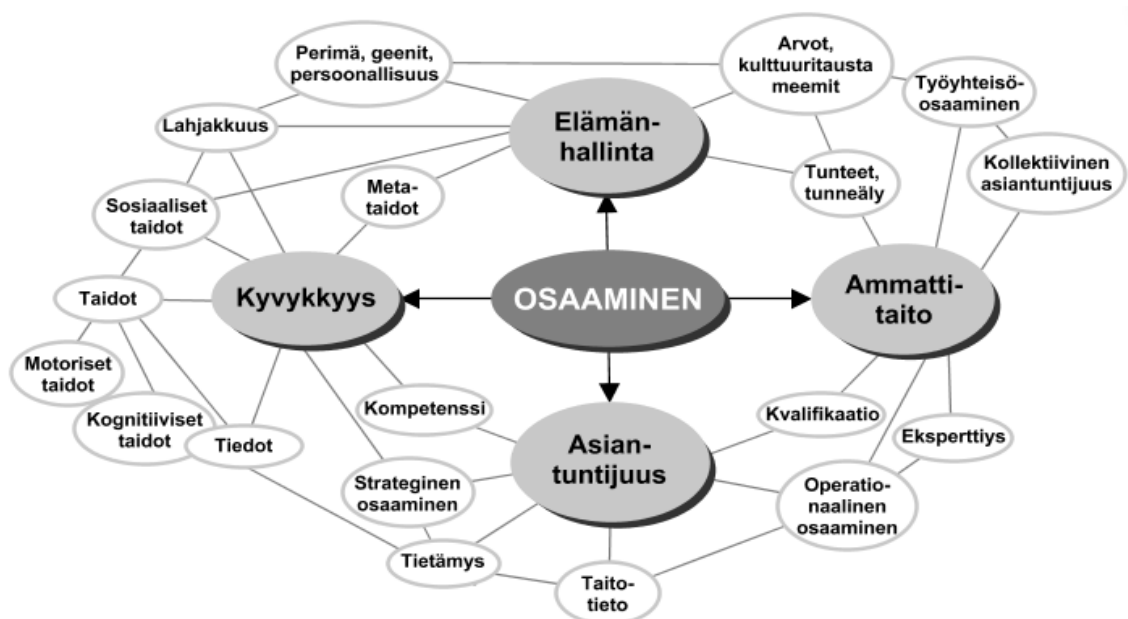 Perimä, geenit,
persoonallisuus
Arvot,
kulttuuritausta
meemit
Työyhteisö-
osaaminen
Lahjakkuus
Elämän-
hallinta
Kollektiivinen
asiantuntijuus
Tunteet,
tunneäly
Meta-
taidot
Sosiaaliset
taidot
Taidot
Kyvykkyys
OSAAMINEN
Ammatti-
taito
Motoriset
taidot
Kognitiiviset
taidot
Tiedot
Kompetenssi
Kvalifikaatio
Eksperttiys
Asian-
tuntijuus
Strateginen
osaaminen
Operatio-
naalinen
osaaminen
Tietämys
Taito-
tieto